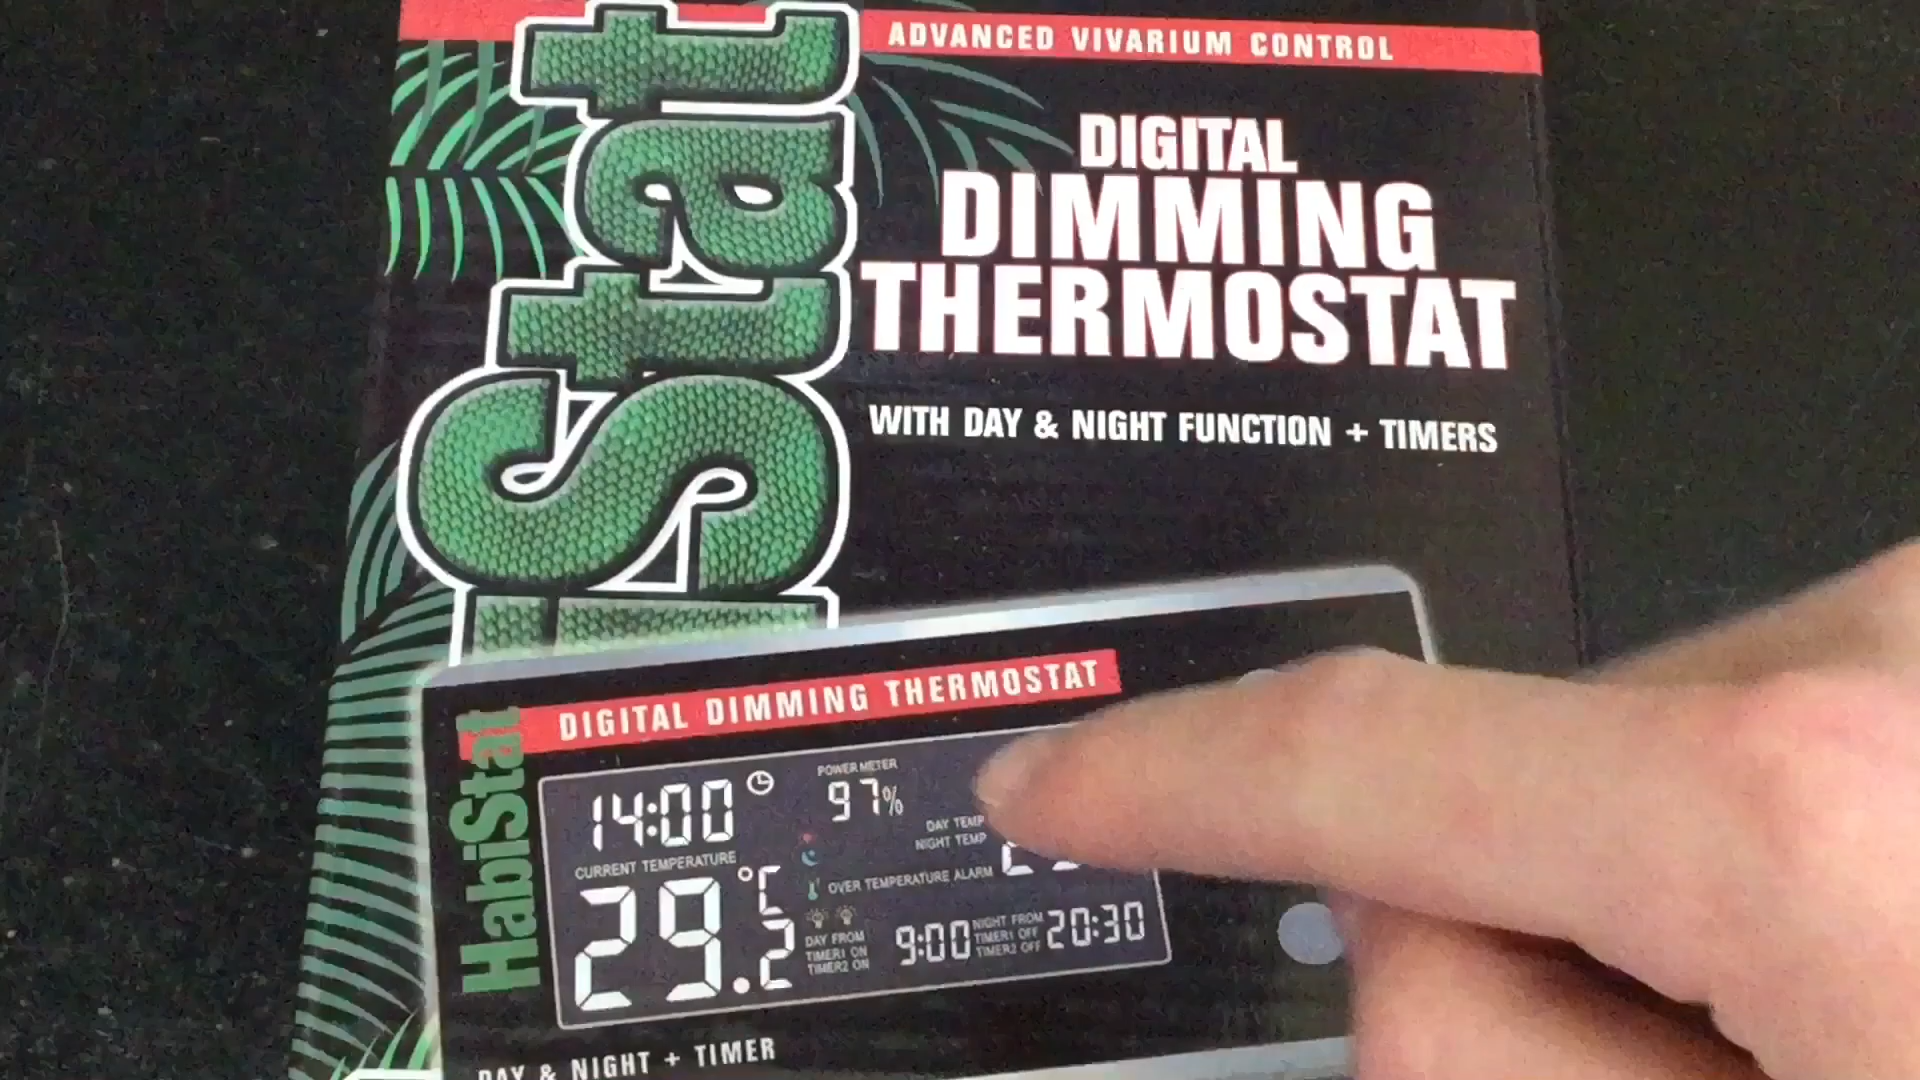 ADVANCED VIVARIUM CONTROL
DIGITAL
DIMMING
THERMOSTAT
WITH DAY & NIGHT FUNCTION + TIMERS
iStat
DIGITAL DIMMING THERMOSTAT
HabiStat
14:00
POWER METER
97%
DAY TEMP
NIGHT TEMP
CURRENT TEMPERATURE
29.2°C
OVER TEMPERATURE ALARM
DAY FROM
TIMER1 ON
TIMER2 ON
9:00
NIGHT FROM
TIMER1 OFF
TIMER2 OFF
20:30
DAY & NIGHT + TIMER